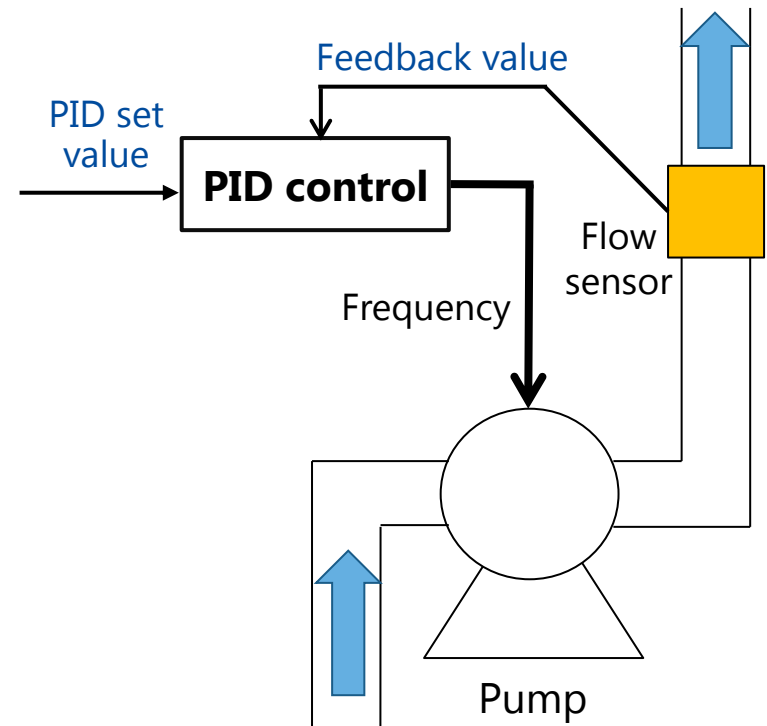 Feedback value
PID set
value
PID control
Flow
sensor
Frequency
Pump